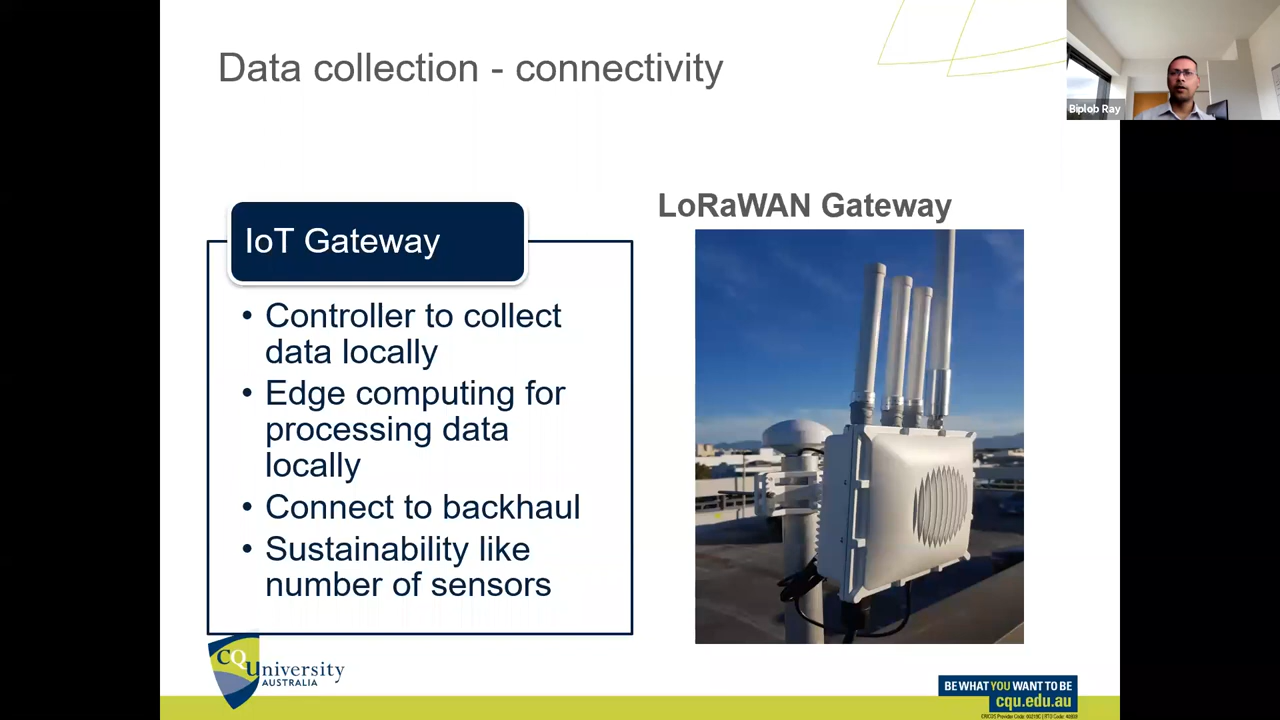 Data collection - connectivity
Biplob Ray
LoRaWAN Gateway
IoT Gateway
• Controller to collect
data locally
• Edge computing for
processing data
locally
• Connect to backhaul
• Sustainability like
number of sensors
CQUniversity
AUSTRALIA
BE WHAT YOU WANT TO BE
cqu.edu.au